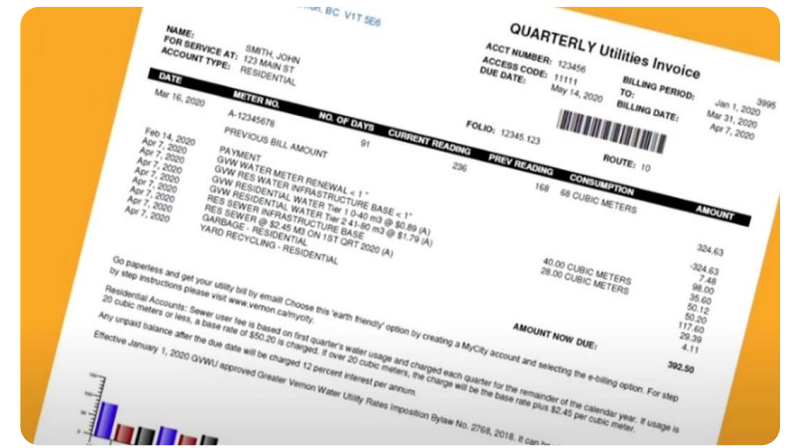 BC V1T 5E6
QUARTERLY Utilities Invoice
NAME: SMITH, JOHN
FOR SERVICE AT: 123 MAIN ST
ACCOUNT TYPE: RESIDENTIAL
ACCT NUMBER: 123456
ACCESS CODE: 11111
DUE DATE: May 14, 2020
3995
BILLING PERIOD: Jan 1, 2020
TO: Mar 31, 2020
BILLING DATE: Apr 7, 2020
FOLIO: 12345.123
ROUTE: 10
DATE METER NO. NO. OF DAYS CURRENT READING PREV READING CONSUMPTION AMOUNT
Mar 16, 2020 A-12345678 91 236 168 68 CUBIC METERS
PREVIOUS BILL AMOUNT 324.63
Feb 14, 2020 PAYMENT -324.63
Apr 7, 2020 GVW WATER METER RENEWAL < 1 " 7.48
Apr 7, 2020 GVW RES WATER INFRASTRUCTURE BASE < 1" 98.00
Apr 7, 2020 GVW RESIDENTIAL WATER Tier 1 0-40 m3 @ $0.89 (A) 40.00 CUBIC METERS 35.60
Apr 7, 2020 GVW RESIDENTIAL WATER Tier 2 41-80 m3 @ $1.79 (A) 28.00 CUBIC METERS 50.12
Apr 7, 2020 RES SEWER INFRASTRUCTURE BASE 50.20
Apr 7, 2020 RES SEWER @ $2.45 M3 ON 1ST QRT 2020 (A) 117.60
Apr 7, 2020 GARBAGE - RESIDENTIAL 29.39
Apr 7, 2020 YARD RECYCLING - RESIDENTIAL 4.11
AMOUNT NOW DUE: 392.50
Go paperless and get your utility bill by email! Choose this 'earth friendly' option by creating a MyCity account and selecting the e-billing option. For step
by step instructions please visit www.vernon.ca/mycity.
Residential Accounts: Sewer user fee is based on first quarter's water usage and charged each quarter for the remainder of the calendar year. If usage is
20 cubic meters or less, a base rate of $50.20 is charged. If over 20 cubic meters, the charge will be the base rate plus $2.45 per cubic meter.
Any unpaid balance after the due date will be charged 12 percent interest per annum.
Effective January 1, 2020 GVWU approved Greater Vernon Water Utility Rates Imposition Bylaw No. 2768, 2018. It can be